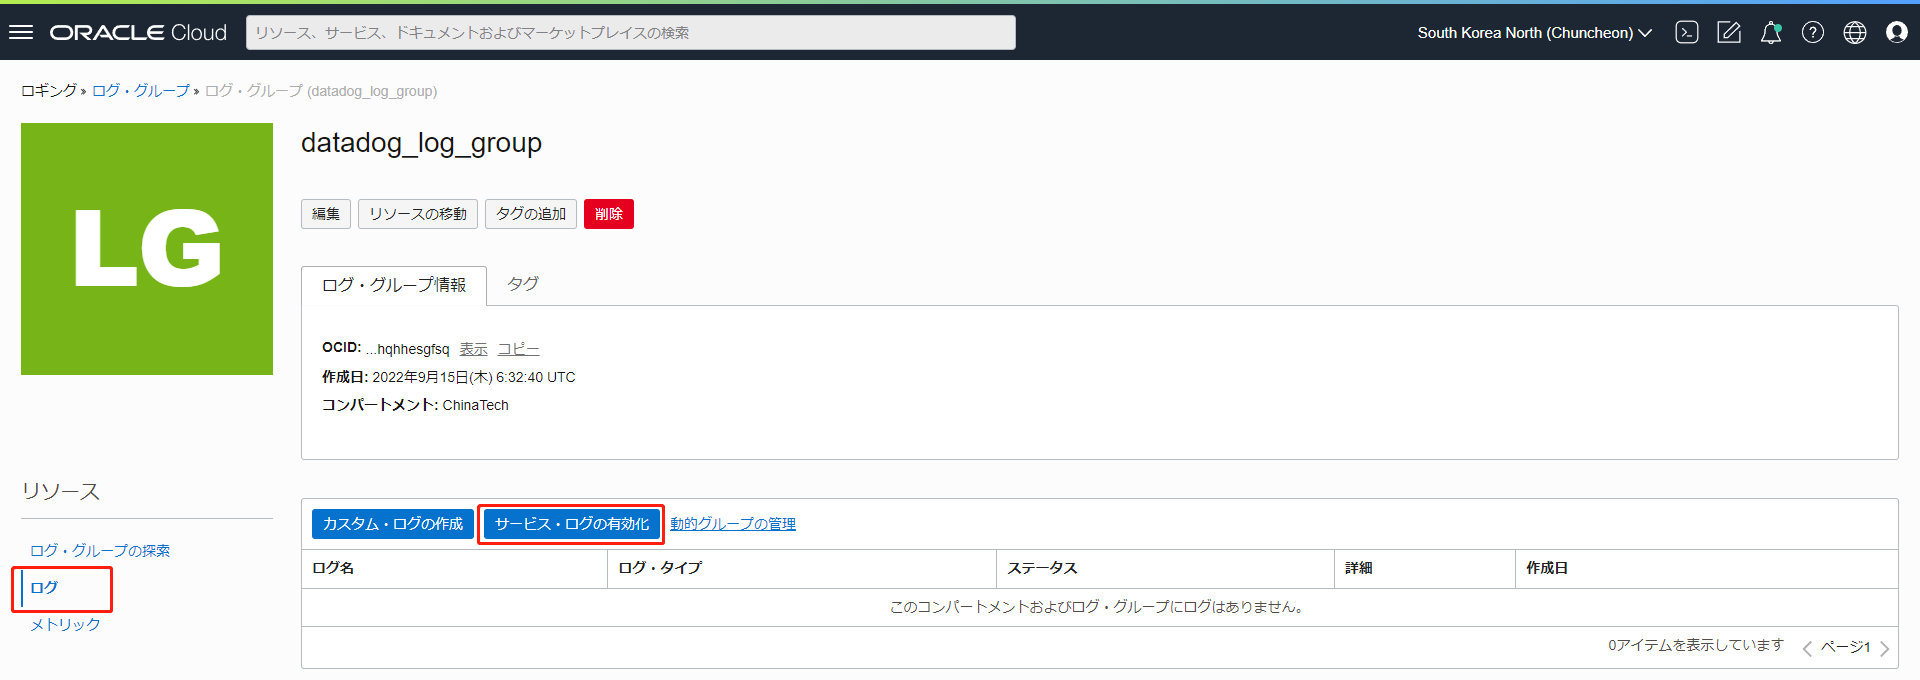 ORACLE Cloud
リソース、サービス、ドキュメントおよびマーケットプレイスの検索
South Korea North (Chuncheon)
ロギング » ログ・グループ » ログ・グループ (datadog_log_group)
LG
datadog_log_group
編集 リソースの移動 タグの追加 削除
ログ・グループ情報 タグ
OCID: ...hqhhesgfsq 表示 コピー
作成日: 2022年9月15日(木) 6:32:40 UTC
コンパートメント: ChinaTech
リソース
ログ・グループの探索
ログ
メトリック
カスタム・ログの作成 サービス・ログの有効化 動的グループの管理
ログ名 ログ・タイプ ステータス 詳細 作成日
このコンパートメントおよびログ・グループにログはありません。
0アイテムを表示しています ページ1